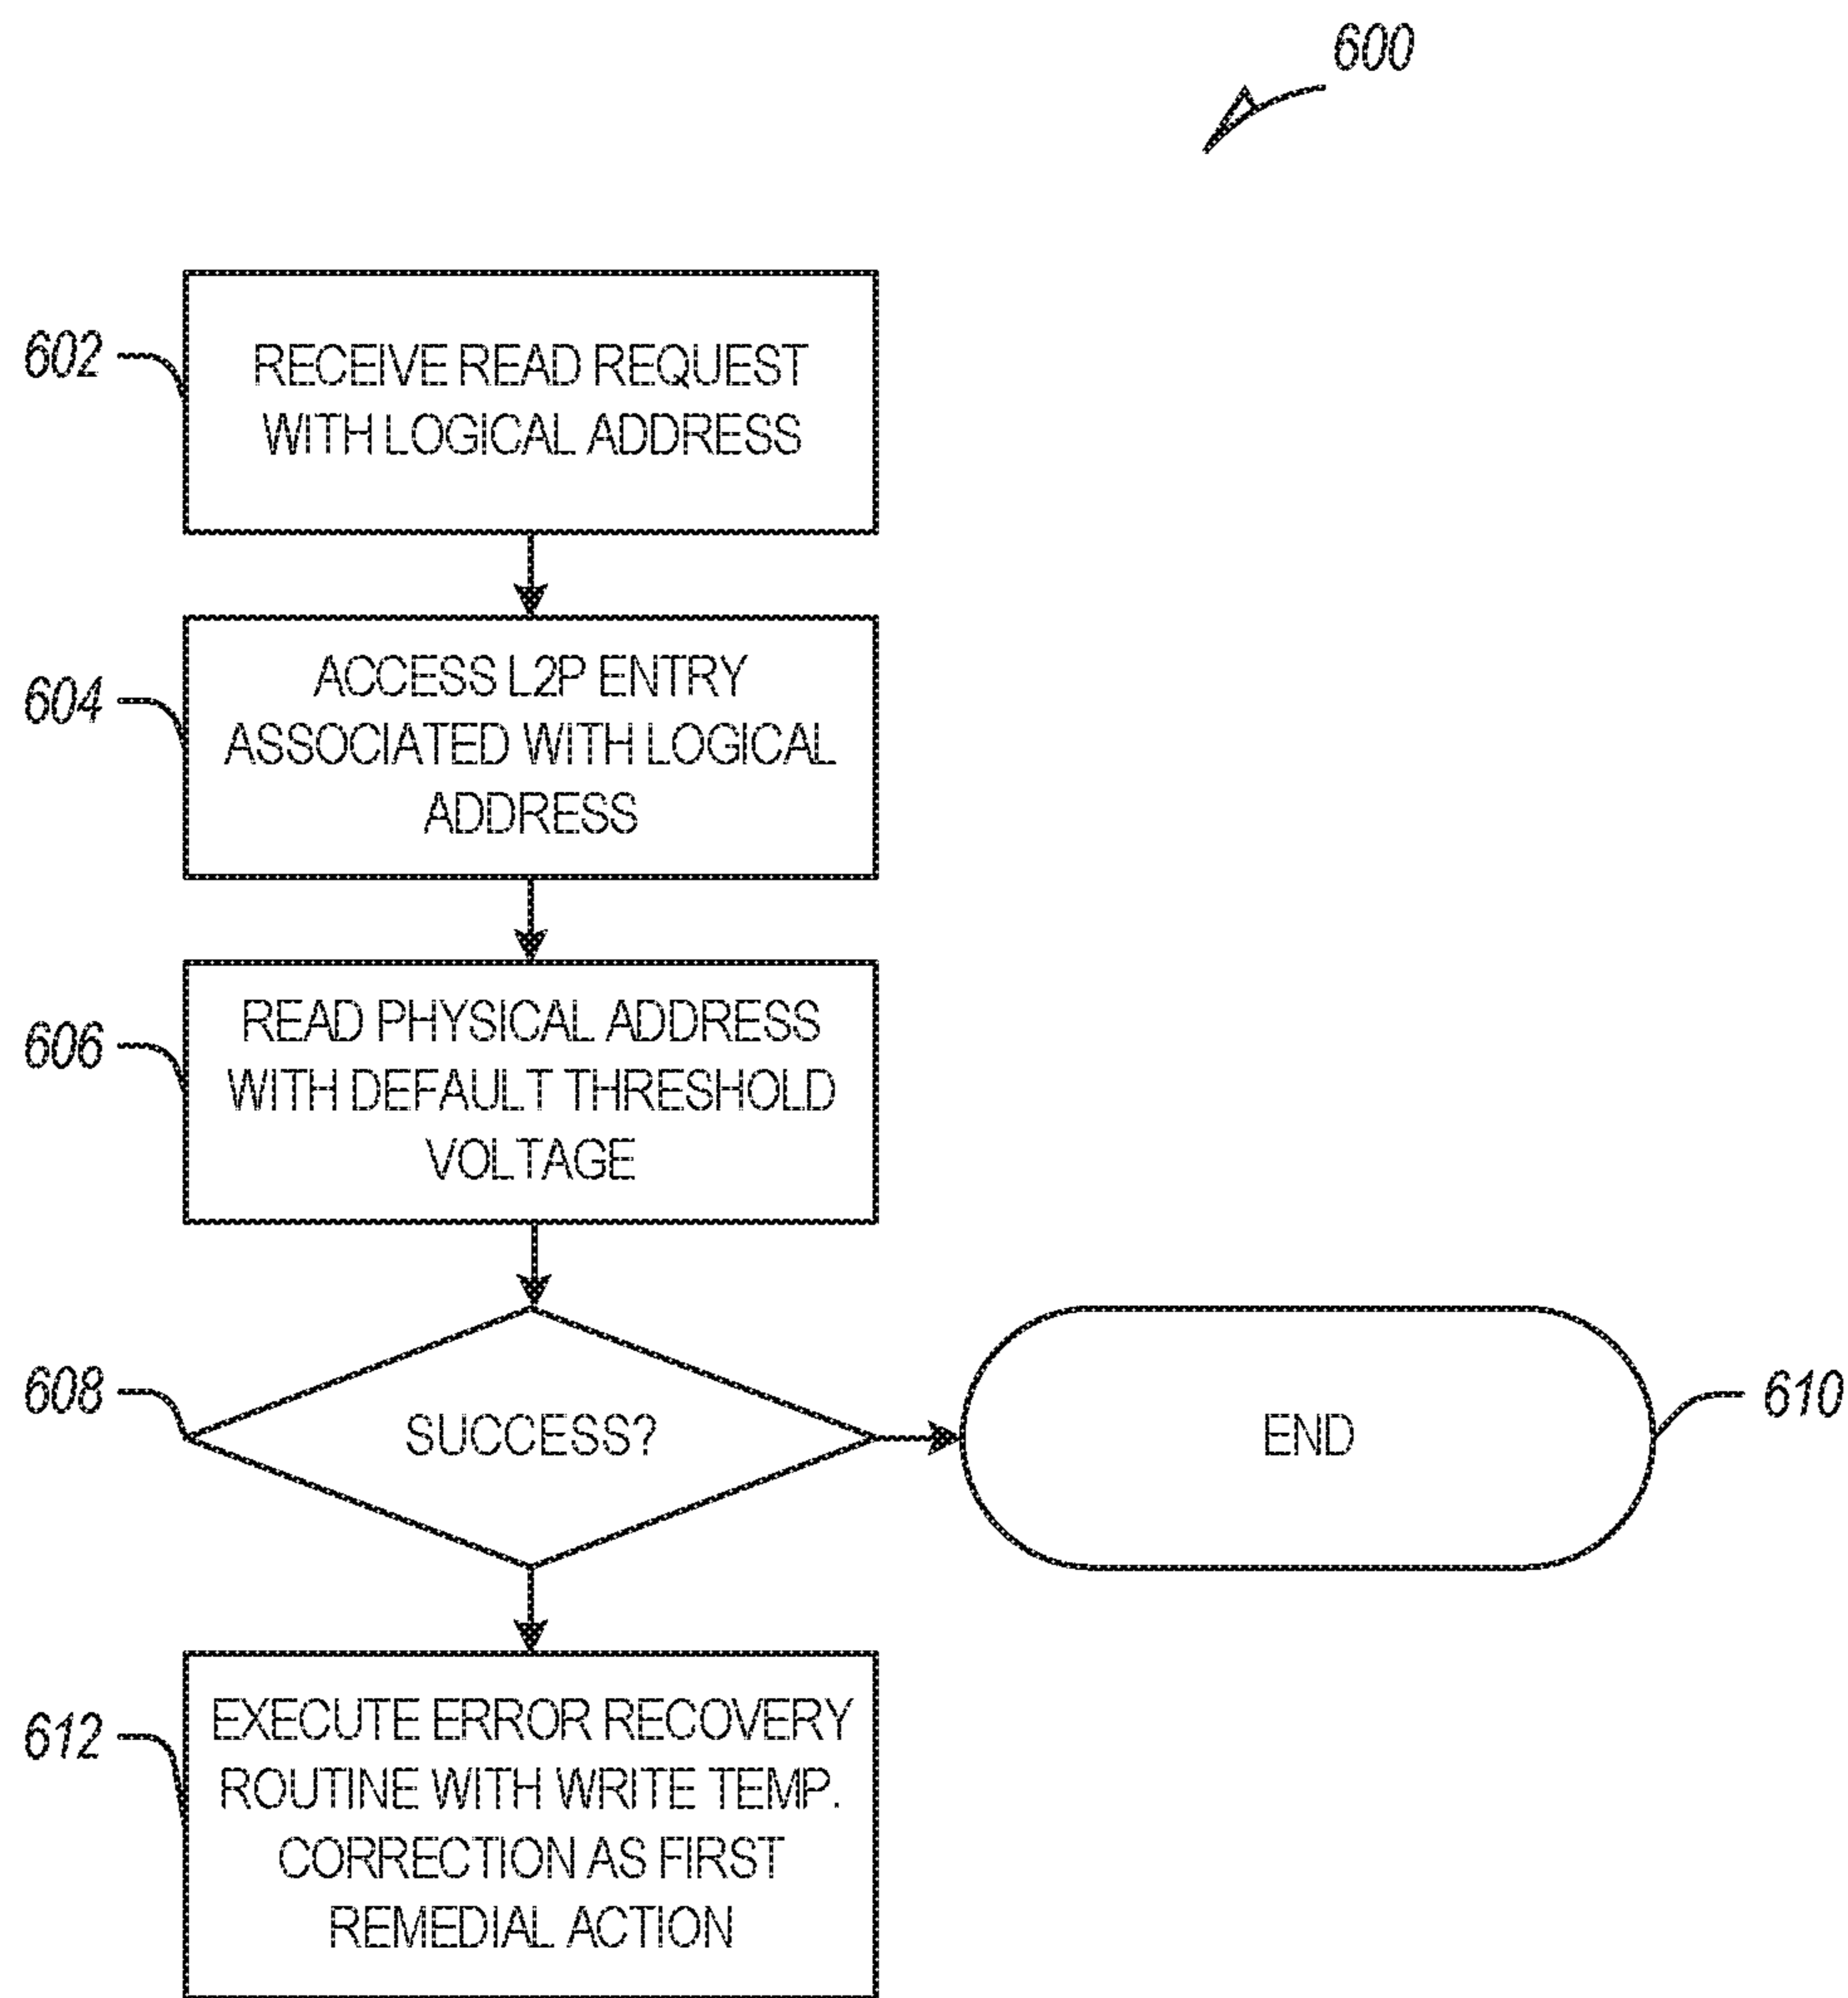 600
602
RECEIVE READ REQUEST
WITH LOGICAL ADDRESS
604
ACCESS L2P ENTRY
ASSOCIATED WITH LOGICAL
ADDRESS
606
READ PHYSICAL ADDRESS
WITH DEFAULT THRESHOLD
VOLTAGE
608
SUCCESS?
END
610
612
EXECUTE ERROR RECOVERY
ROUTINE WITH WRITE TEMP.
CORRECTION AS FIRST
REMEDIAL ACTION